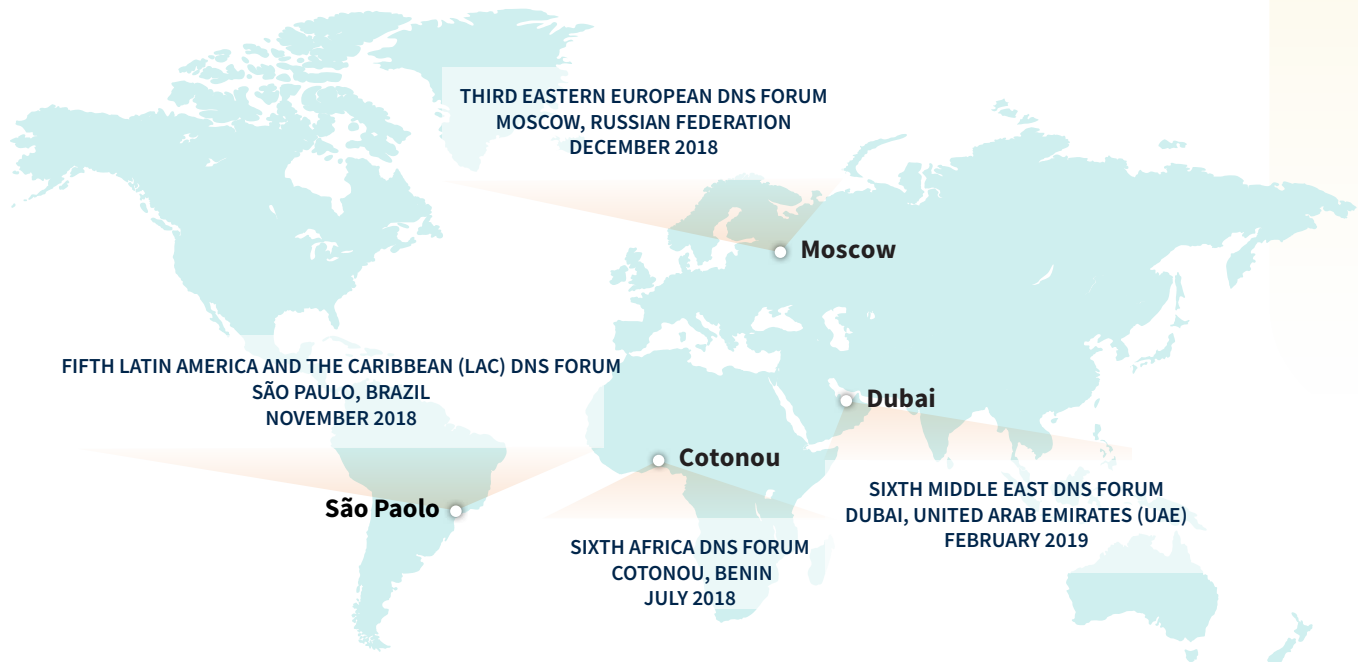 THIRD EASTERN EUROPEAN DNS FORUM
MOSCOW, RUSSIAN FEDERATION
DECEMBER 2018
Moscow
FIFTH LATIN AMERICA AND THE CARIBBEAN (LAC) DNS FORUM
SÃO PAULO, BRAZIL
NOVEMBER 2018
Dubai
Cotonou
São Paolo
SIXTH MIDDLE EAST DNS FORUM
DUBAI, UNITED ARAB EMIRATES (UAE)
FEBRUARY 2019
SIXTH AFRICA DNS FORUM
COTONOU, BENIN
JULY 2018